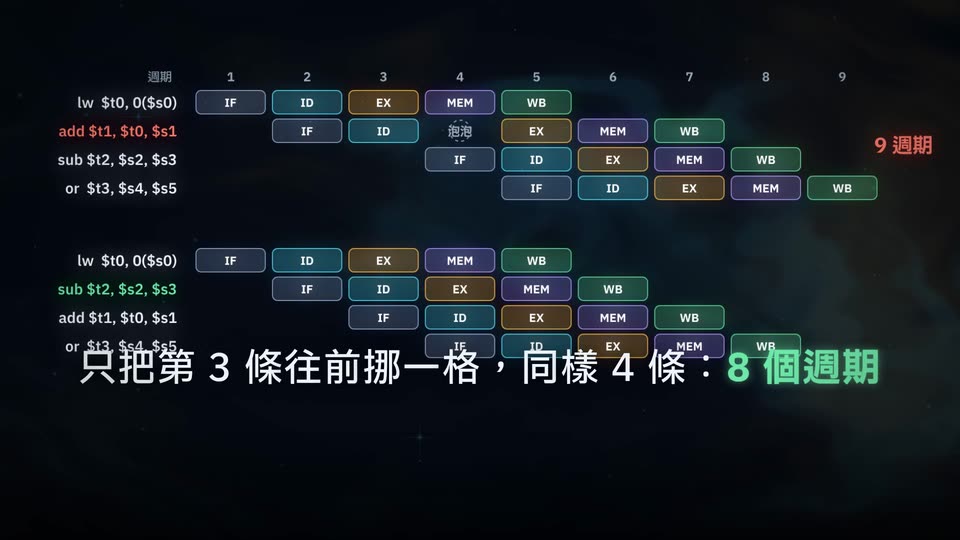 週期 1 2 3 4 5 6 7 8 9
lw $t0, 0($s0) IF ID EX MEM WB
add $t1, $t0, $s1 IF ID 泡泡 EX MEM WB
9 週期
sub $t2, $s2, $s3 IF ID EX MEM WB
or $t3, $s4, $s5 IF ID EX MEM WB
lw $t0, 0($s0) IF ID EX MEM WB
sub $t2, $s2, $s3 IF ID EX MEM WB
add $t1, $t0, $s1 IF ID EX MEM WB
or $t3, $s4, $s5 IF ID EX MEM WB
只把第 3 條往前挪一格，同樣 4 條：8 個週期